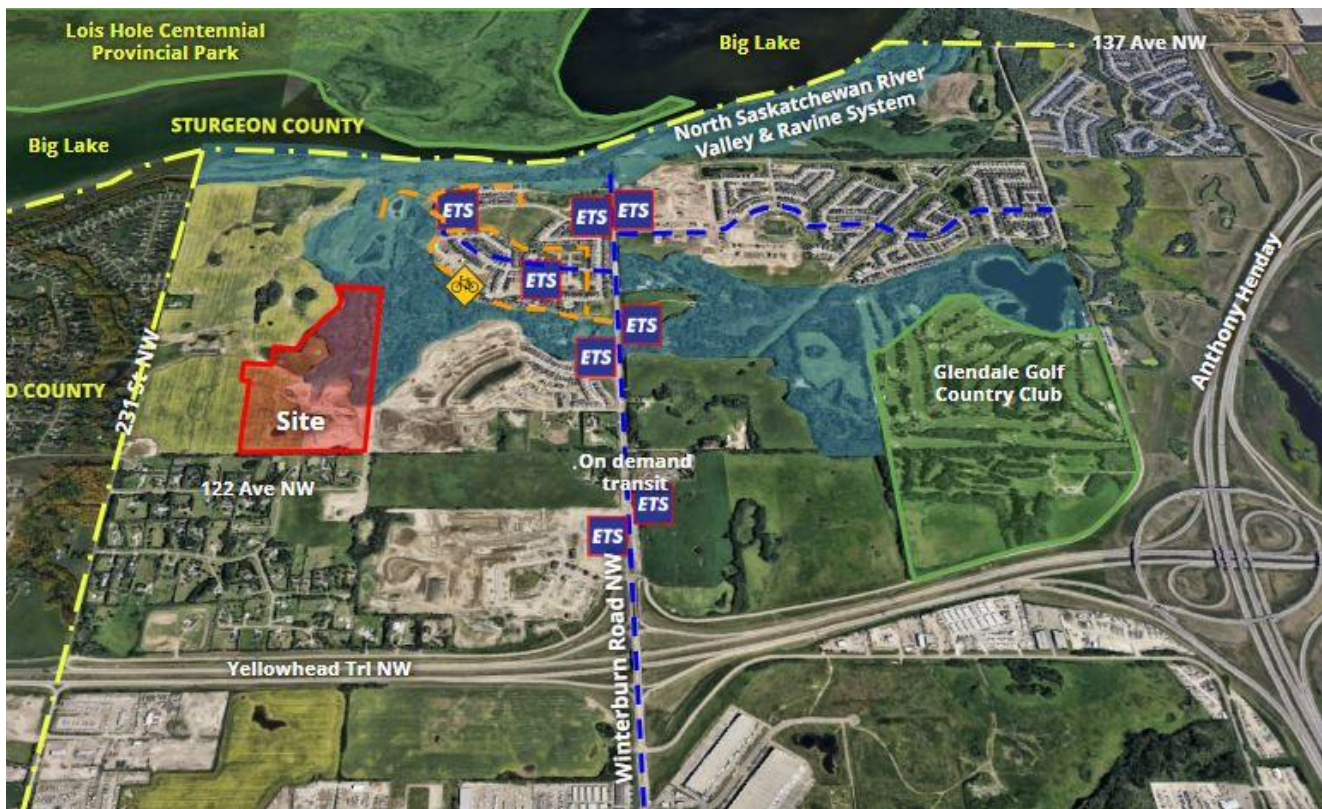 Lois Hole Centennial
Provincial Park
Big Lake
137 Ave NW
North Saskatchewan River
Valley & Ravine System
STURGEON COUNTY
Big Lake
ETS
ETS
ETS
ETS
ETS
ETS
Anthony Henday
Glendale Golf
Country Club
D COUNTY
231 St NW
Site
On demand
transit
122 Ave NW
ETS
ETS
Winterburn Road NW
Yellowhead Trl NW